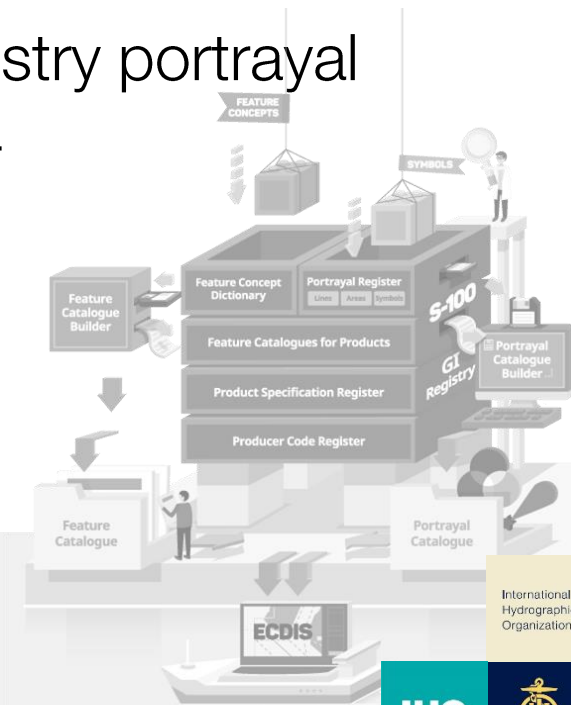 stry portrayal
FEATURE
CONCEPTS
SYMBOLS
Feature Concept
Dictionary
Portrayal Register
Lines
Areas
Symbols
S-100
Feature
Catalogue
Builder
Feature Catalogues for Products
GI
Registry
Portrayal
Catalogue
Builder
Product Specification Register
Producer Code Register
Feature
Catalogue
Portrayal
Catalogue
International
Hydrographi
Organization
ECDIS